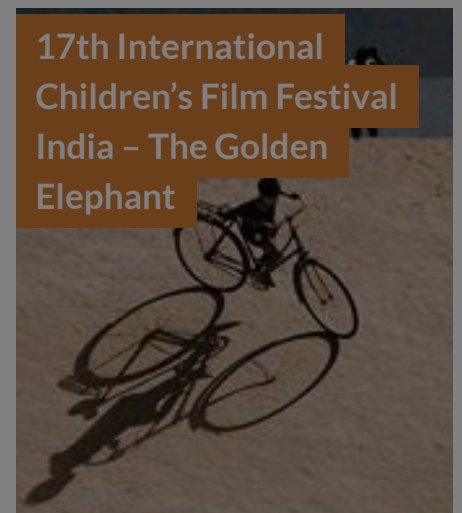 17th International
Children’s Film Festival
India – The Golden
Elephant